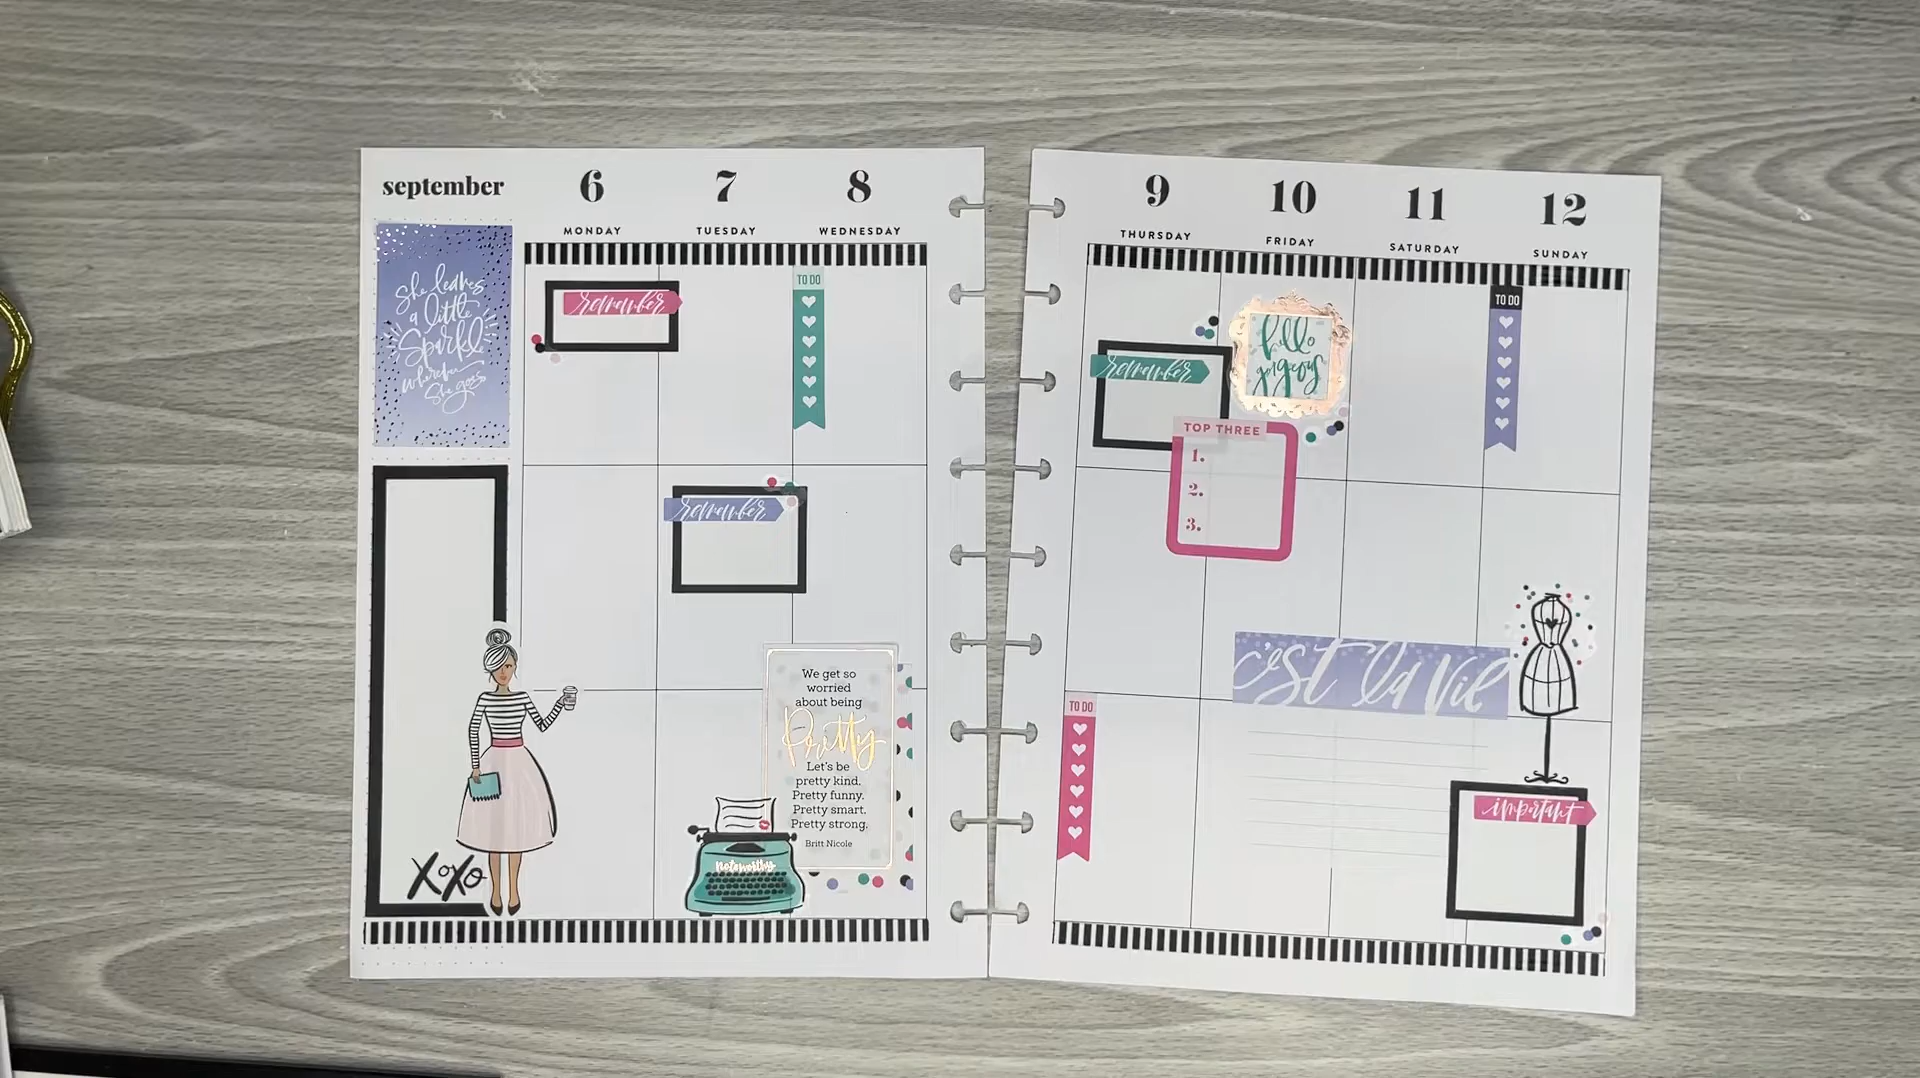 september
6
MONDAY
7
TUESDAY
8
WEDNESDAY
She leaves
a little
Sparkle
wherever
She goes
remember
TO DO
remember
We get so
worried
about being
Pretty
Let's be
pretty kind.
Pretty funny.
Pretty smart.
Pretty strong.
Britt Nicole
noteworthy
XOXO
9
THURSDAY
10
FRIDAY
11
SATURDAY
12
SUNDAY
TO DO
hello
gorgeous
remember
TOP THREE
1.
2.
3.
c'est la vie
TO DO
important